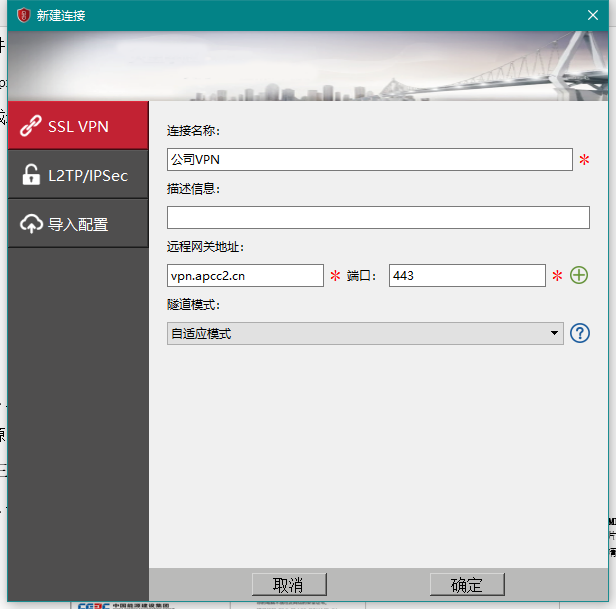 新建连接
SSL VPN
L2TP/IPSec
导入配置
连接名称:
公司VPN
*
描述信息:
远程网关地址:
vpn.apcc2.cn
* 端口:
443
*
隧道模式:
自适应模式
?
取消
确定